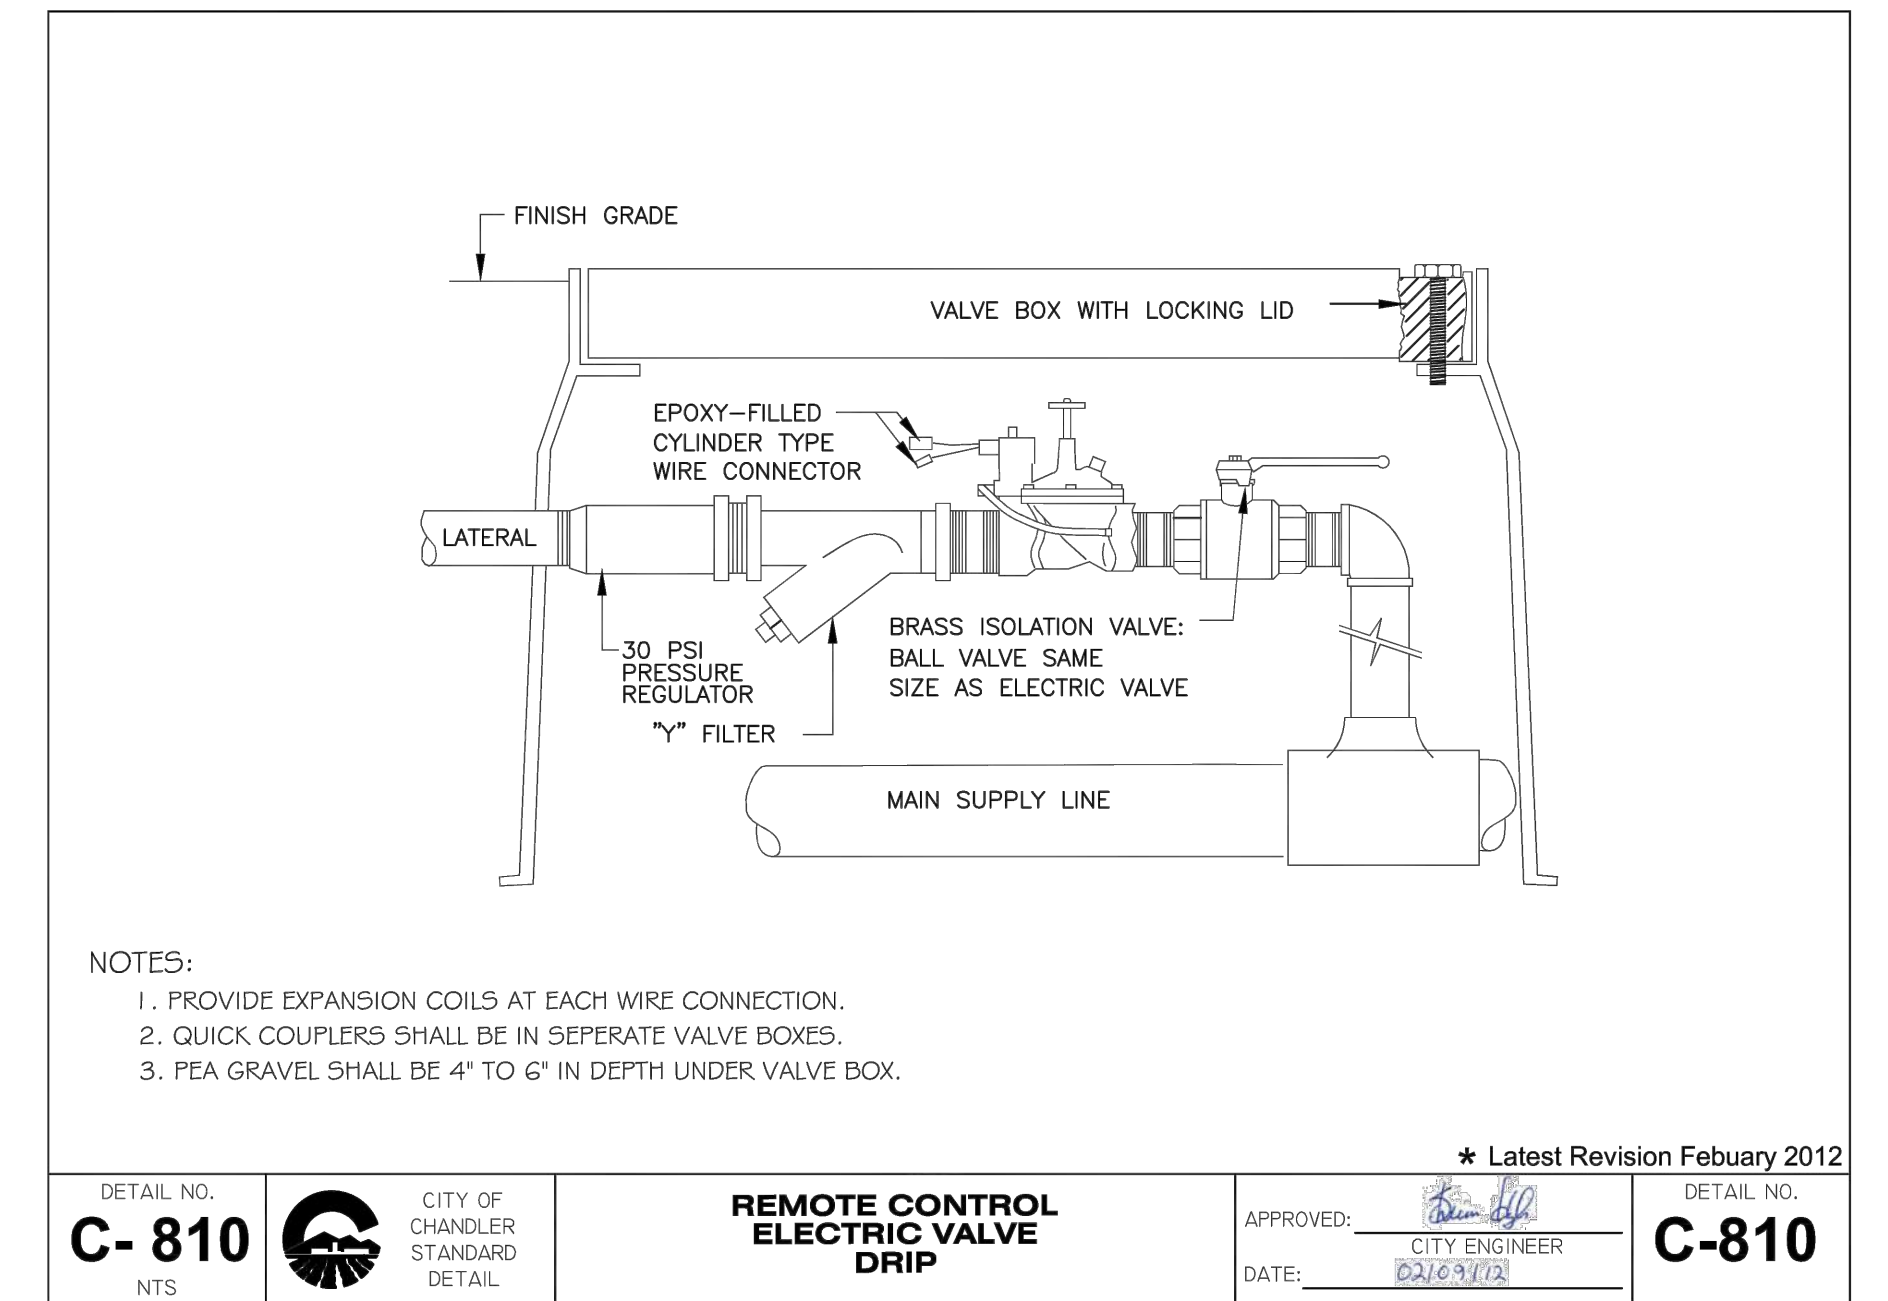 FINISH GRADE
VALVE BOX WITH LOCKING LID
EPOXY-FILLED
CYLINDER TYPE
WIRE CONNECTOR
LATERAL
30 PSI
PRESSURE
REGULATOR
"Y" FILTER
BRASS ISOLATION VALVE:
BALL VALVE SAME
SIZE AS ELECTRIC VALVE
MAIN SUPPLY LINE
NOTES:
1. PROVIDE EXPANSION COILS AT EACH WIRE CONNECTION.
2. QUICK COUPLERS SHALL BE IN SEPERATE VALVE BOXES.
3. PEA GRAVEL SHALL BE 4" TO 6" IN DEPTH UNDER VALVE BOX.
* Latest Revision Febuary 2012
DETAIL NO.
C- 810
NTS
CITY OF
CHANDLER
STANDARD
DETAIL
REMOTE CONTROL
ELECTRIC VALVE
DRIP
APPROVED:
CITY ENGINEER
DATE: 02/09/12
DETAIL NO.
C-810